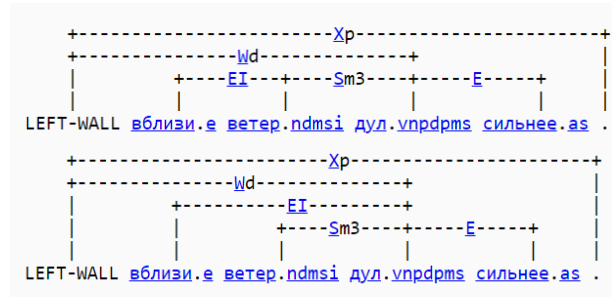 +---------------------------Xp--------------------------+
+-----------------Wd----------------+                   |
|          +----EI---+----Sm3----+-----E-----+      |
|          |         |           |           |      |
LEFT-WALL вблизи.e ветер.ndmsi дул.vnpdpms сильнее.as .
+---------------------------Xp--------------------------+
+----------------Wd---------------+                     |
|          +----------EI----------+                     |
|          |         +----Sm3----+-----E-----+      |
|          |         |           |           |      |
LEFT-WALL вблизи.e ветер.ndmsi дул.vnpdpms сильнее.as .